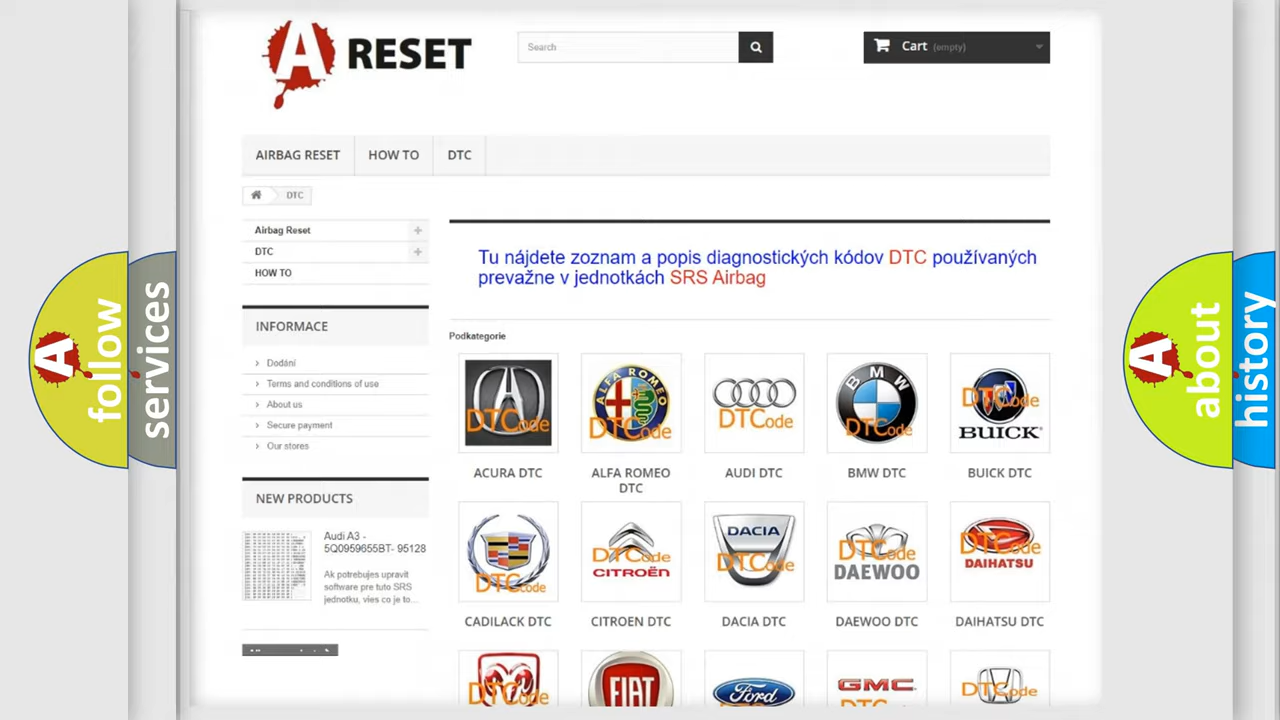 A RESET
Search
Cart (empty)
AIRBAG RESET
HOW TO
DTC
DTC
Airbag Reset
DTC
HOW TO
INFORMACE
Dodání
Terms and conditions of use
About us
Secure payment
Our stores
NEW PRODUCTS
Audi A3 -
5Q0959655BT- 95128
Ak potrebujes upravit
software pre tuto SRS
jednotku, vies co je to...
Tu nájdete zoznam a popis diagnostických kódov DTC používaných
prevažne v jednotkách SRS Airbag
Podkategorie
DTCode
ALFA ROMEO
DTCode
DTCode
BMW
DTCode
DTCode
BUICK
ACURA DTC
ALFA ROMEO
DTC
AUDI DTC
BMW DTC
BUICK DTC
DTCode
DTCode
CITROËN
DACIA
DTCode
DTCode
DAEWOO
DTCode
DAIHATSU
CADILACK DTC
CITROEN DTC
DACIA DTC
DAEWOO DTC
DAIHATSU DTC
DTCode
FIAT
Ford
GMC
DTCode
A follow
services
A about
history